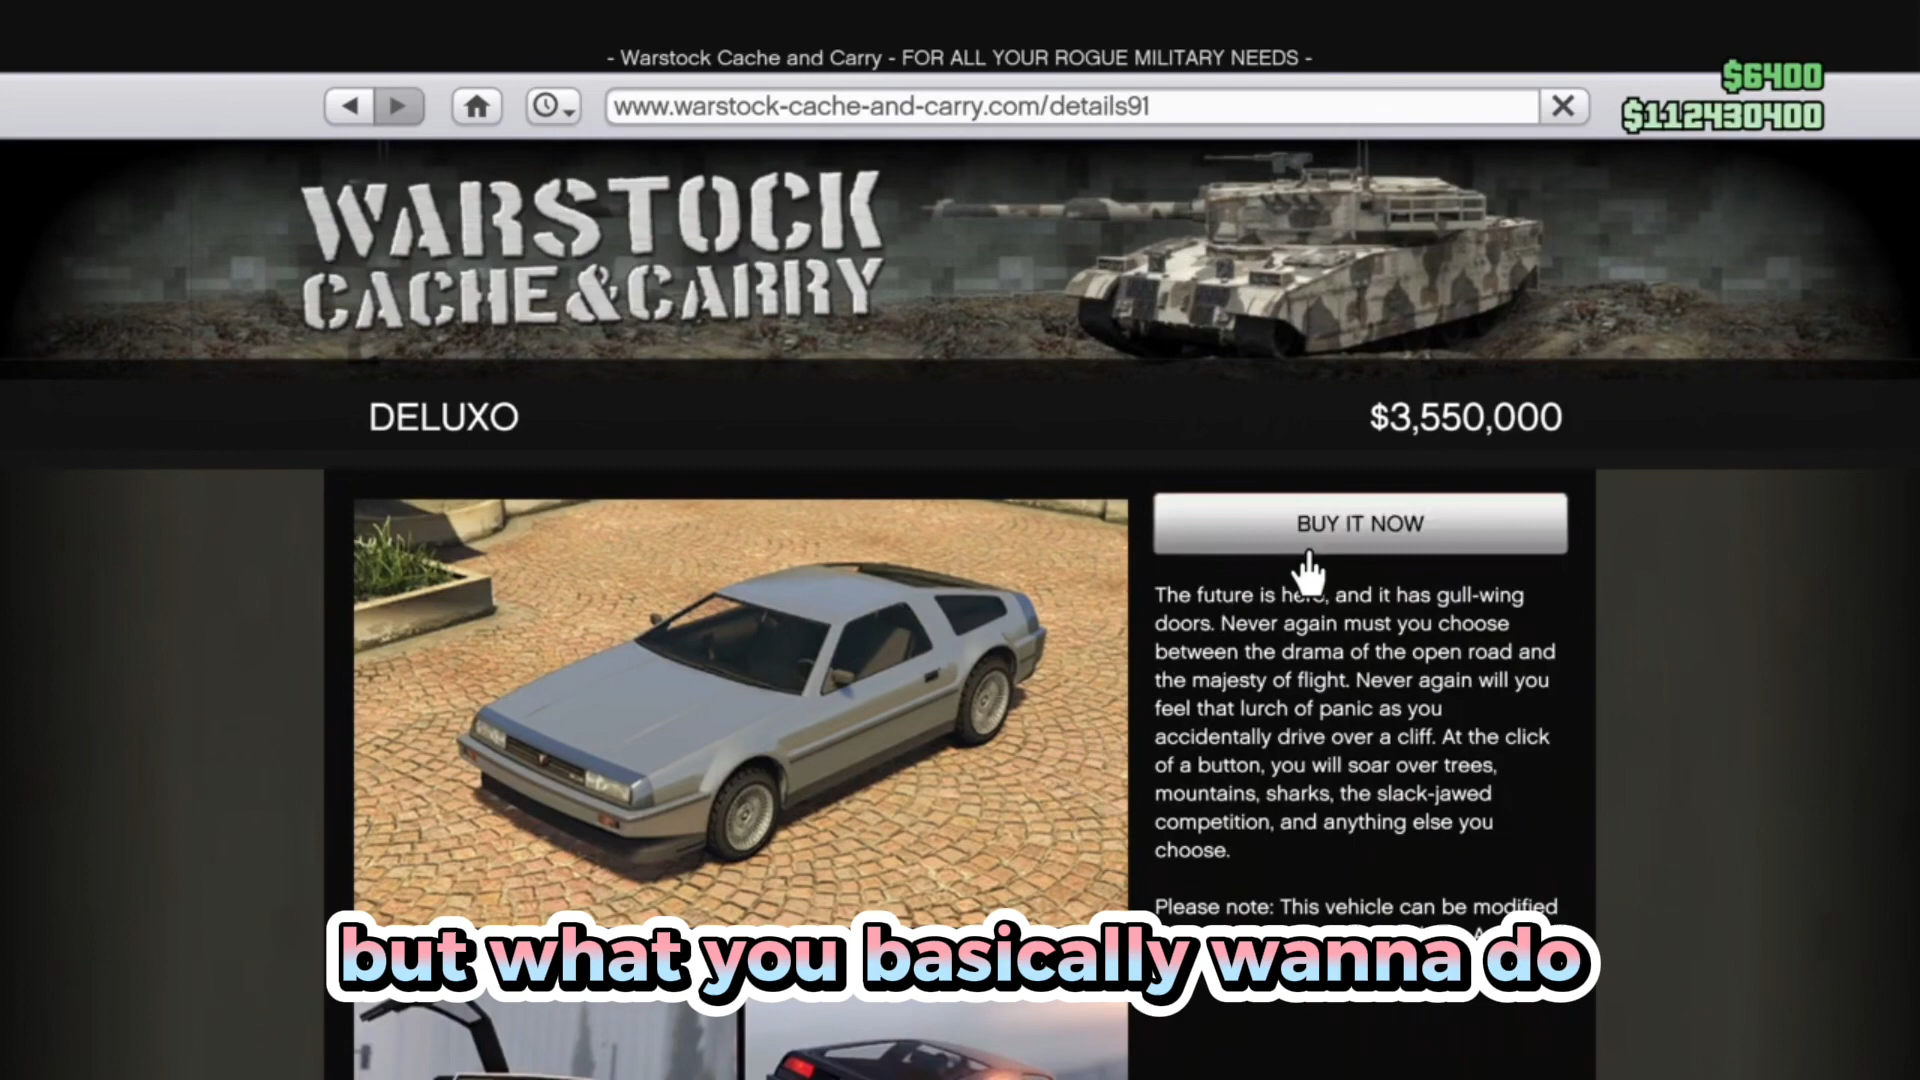 - Warstock Cache and Carry - FOR ALL YOUR ROGUE MILITARY NEEDS -
$6400
www.warstock-cache-and-carry.com/details91
$112430400
WARSTOCK
CACHE & CARRY
DELUXO
$3,550,000
BUY IT NOW
The future is here, and it has gull-wing
doors. Never again must you choose
between the drama of the open road and
the majesty of flight. Never again will you
feel that lurch of panic as you
accidentally drive over a cliff. At the click
of a button, you will soar over trees,
mountains, sharks, the slack-jawed
competition, and anything else you
choose.
Please note: This vehicle can be modified
but what you basically wanna do